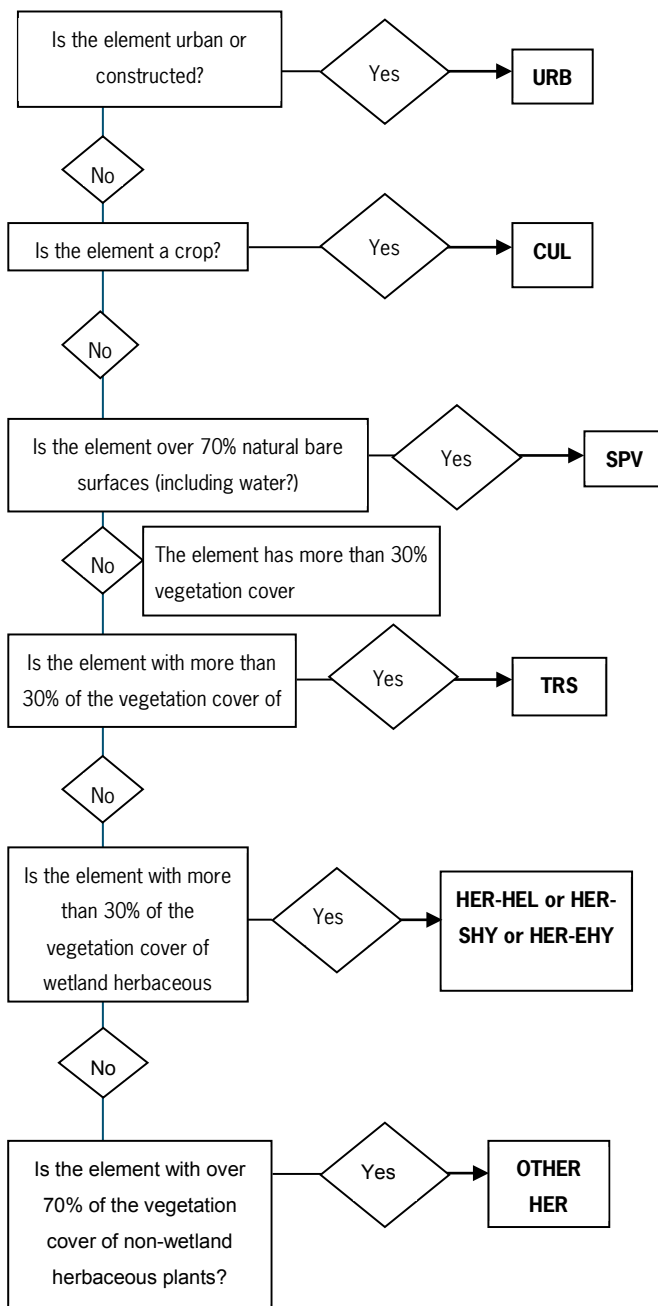 Is the element urban or
constructed?
Yes
URB
No
Is the element a crop?
Yes
CUL
No
Is the element over 70% natural bare
surfaces (including water?)
Yes
SPV
No
The element has more than 30%
vegetation cover
Is the element with more than
30% of the vegetation cover of
Yes
TRS
No
Is the element with more
than 30% of the
vegetation cover of
wetland herbaceous
Yes
HER-HEL or HER-
SHY or HER-EHY
No
Is the element with over
70% of the vegetation
cover of non-wetland
herbaceous plants?
Yes
OTHER
HER